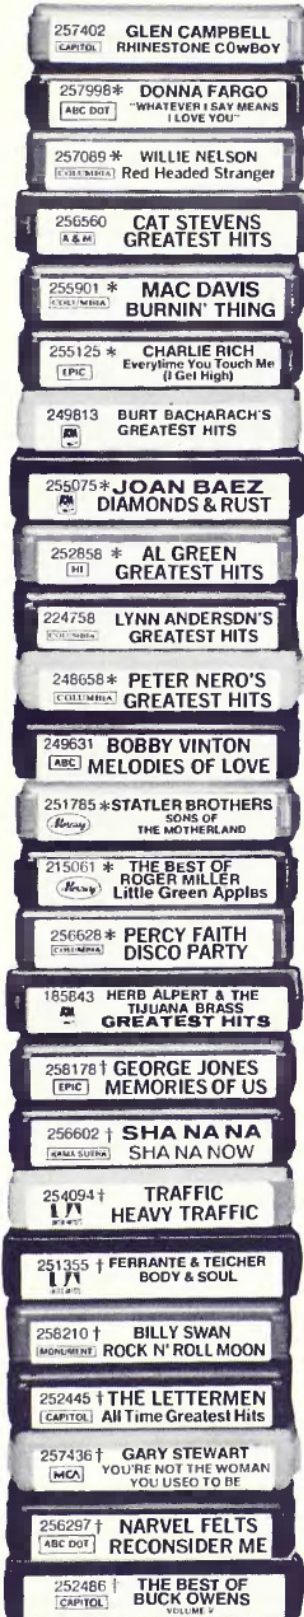 257402 GLEN CAMPBELL
CAPITOL RHINESTONE COWBOY
257998* DONNA FARGO
ABC DOT "WHATEVER I SAY MEANS
I LOVE YOU"
257089* WILLIE NELSON
COLUMBIA Red Headed Stranger
256560 CAT STEVENS
A&M GREATEST HITS
255901 * MAC DAVIS
COLUMBIA BURNIN' THING
255125 * CHARLIE RICH
EPIC Everytime You Touch Me
(I Get High)
249813 BURT BACHARACH'S
GREATEST HITS
255075* JOAN BAEZ
DIAMONDS & RUST
252858 * AL GREEN
HI GREATEST HITS
224758 LYNN ANDERSDN'S
COLUMBIA GREATEST HITS
248658* PETER NERO'S
COLUMBIA GREATEST HITS
249631 BOBBY VINTON
ABC MELODIES OF LOVE
251785 *STATLER BROTHERS
Mercury SONS OF
THE MOTHERLAND
215061 * THE BEST OF
Mercury ROGER MILLER
Little Green Applbs
256628* PERCY FAITH
COLUMBIA DISCO PARTY
185843 HERB ALPERT & THE
TIJUANA BRASS
GREATEST HITS
258178† GEORGE JONES
EPIC MEMORIES OF US
256602 † SHA NA NA
KAMA SUTRA SHA NA NOW
254094† TRAFFIC
HEAVY TRAFFIC
251355 † FERRANTE & TEICHER
BODY & SOUL
258210 † BILLY SWAN
MONUMENT ROCK N' ROLL MOON
252445 † THE LETTERMEN
CAPITOL All Time Greatest Hits
257436† GARY STEWART
MCA YOU'RE NOT THE WOMAN
YOU USEO TO BE
256297† NARVEL FELTS
ABC DOT RECONSIDER ME
252486 † THE BEST OF
CAPITOL BUCK OWENS
VOLUME V